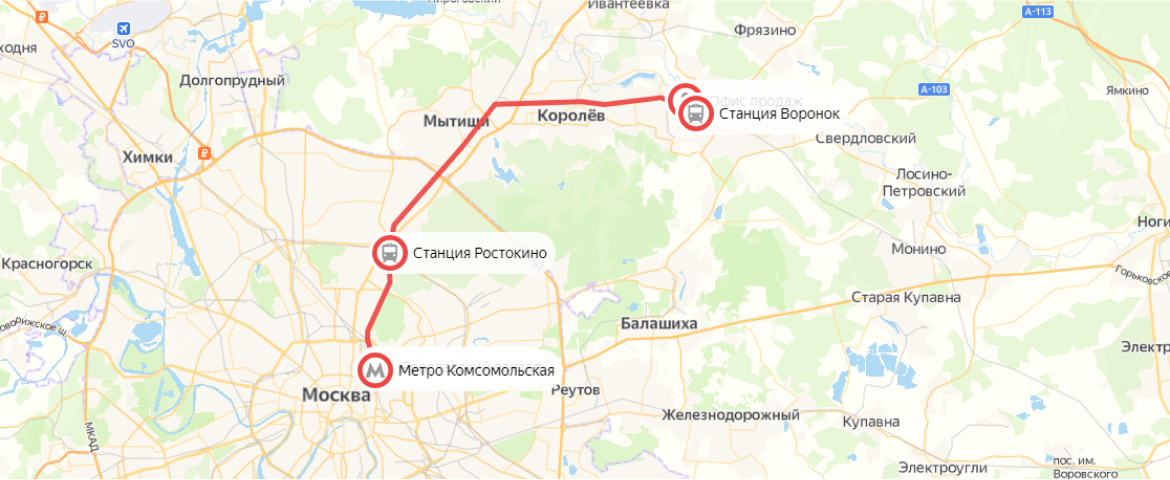 Ивантеевка
А-113
SVO
Фрязино
Долгопрудный
А-103
Ямкино
Офис продаж
Станция Воронок
Мытищи
Королёв
Свердловский
Химки
Лосино-
Петровский
Ноги
Станция Ростокино
Монино
Красногорск
Горьковское
Старая Купавна
Балашиха
Электр
Метро Комсомольская
Москва
Реутов
Железнодорожный
Купавна
МКАД
Электроугли
пос. им.
Воровского